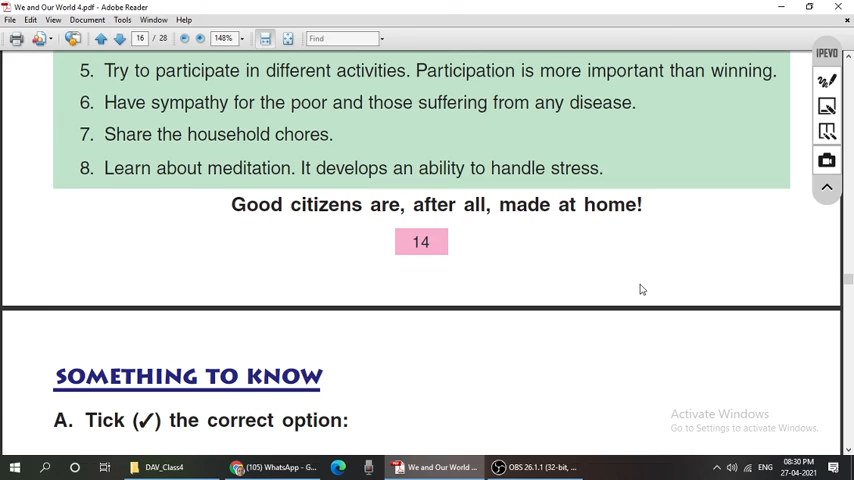 We and Our World 4.pdf - Adobe Reader
File Edit View Document Tools Window Help
16 / 28 148% Find
IPEVO
5. Try to participate in different activities. Participation is more important than winning.
6. Have sympathy for the poor and those suffering from any disease.
7. Share the household chores.
8. Learn about meditation. It develops an ability to handle stress.
Good citizens are, after all, made at home!
14
SOMETHING TO KNOW
A. Tick (✓) the correct option:
Activate Windows
Go to Settings to activate Windows.
DAV_Class4 (105) WhatsApp - G... We and Our World ... OBS 26.1.1 (32-bit, ... ENG 08:30 PM
27-04-2021